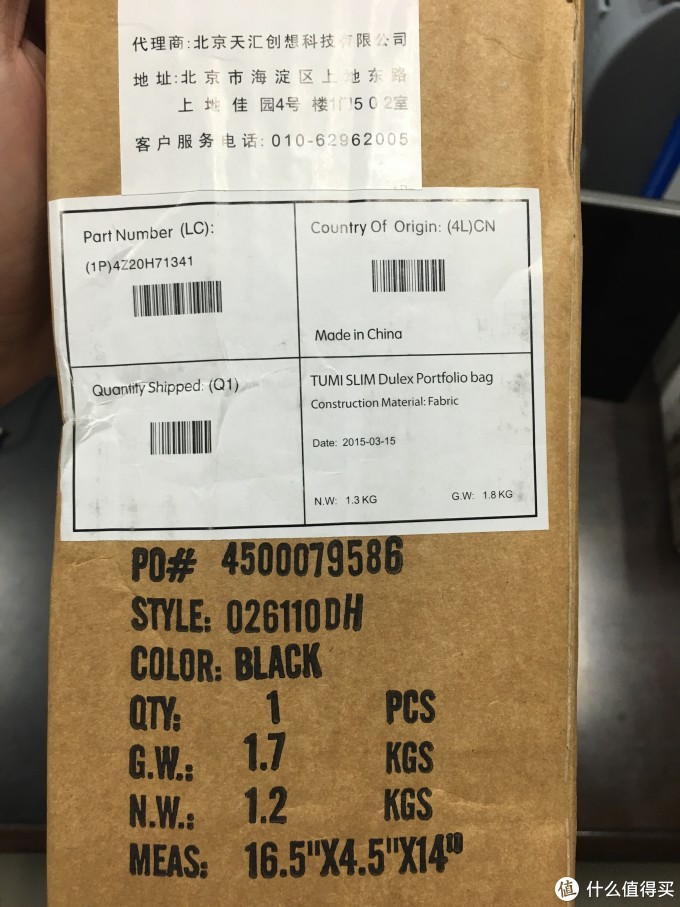 代理商:北京天汇创想科技有限公司
地址:北京市海淀区上地东路
上地佳园4号楼1门502室
客户服务电话:010-62962005
Part Number (LC):
(1P)4Z20H71341
Country Of Origin: (4L)CN
Made in China
Quantify Shipped: (Q1)
TUMI SLIM Dulex Portfolio bag
Construction Material: Fabric
Date: 2015-03-15
N.W: 1.3 KG G.W: 1.8 KG
PO# 4500079586
STYLE: 026110DH
COLOR: BLACK
QTY: 1 PCS
G.W.: 1.7 KGS
N.W.: 1.2 KGS
MEAS: 16.5"X4.5"X14"
值 什么值得买